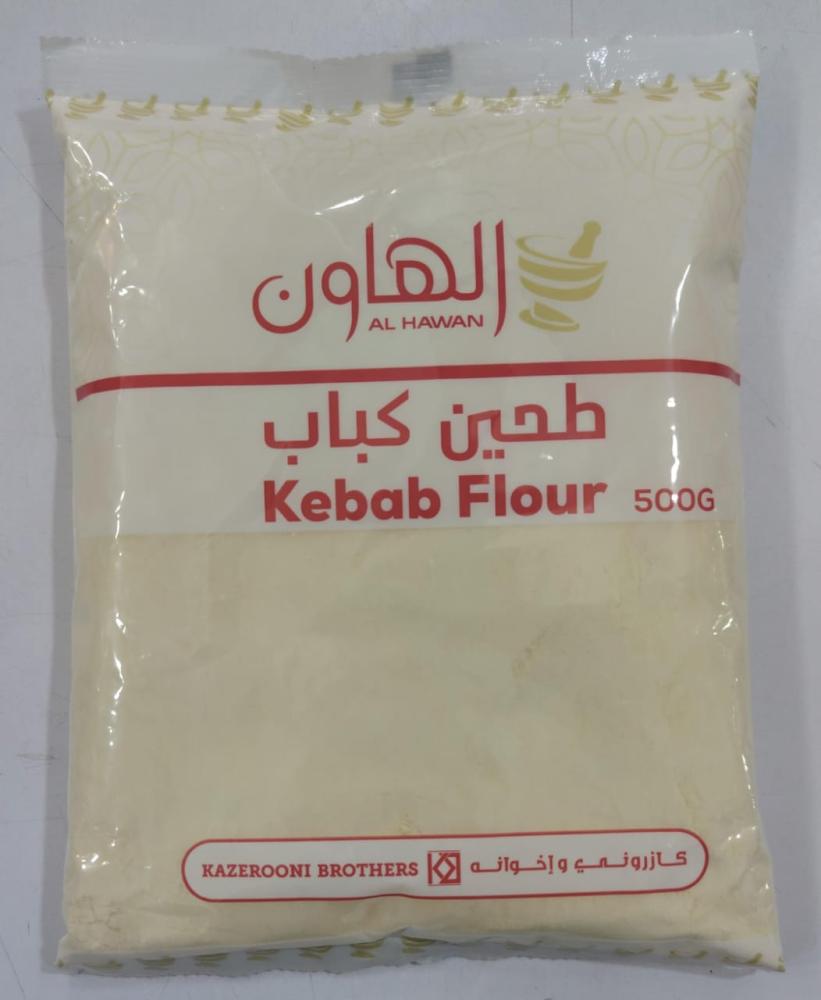 الهاون
AL HAWAN
طحين كباب
Kebab Flour 500G
KAZEROONI BROTHERS كازروني وإخوانه